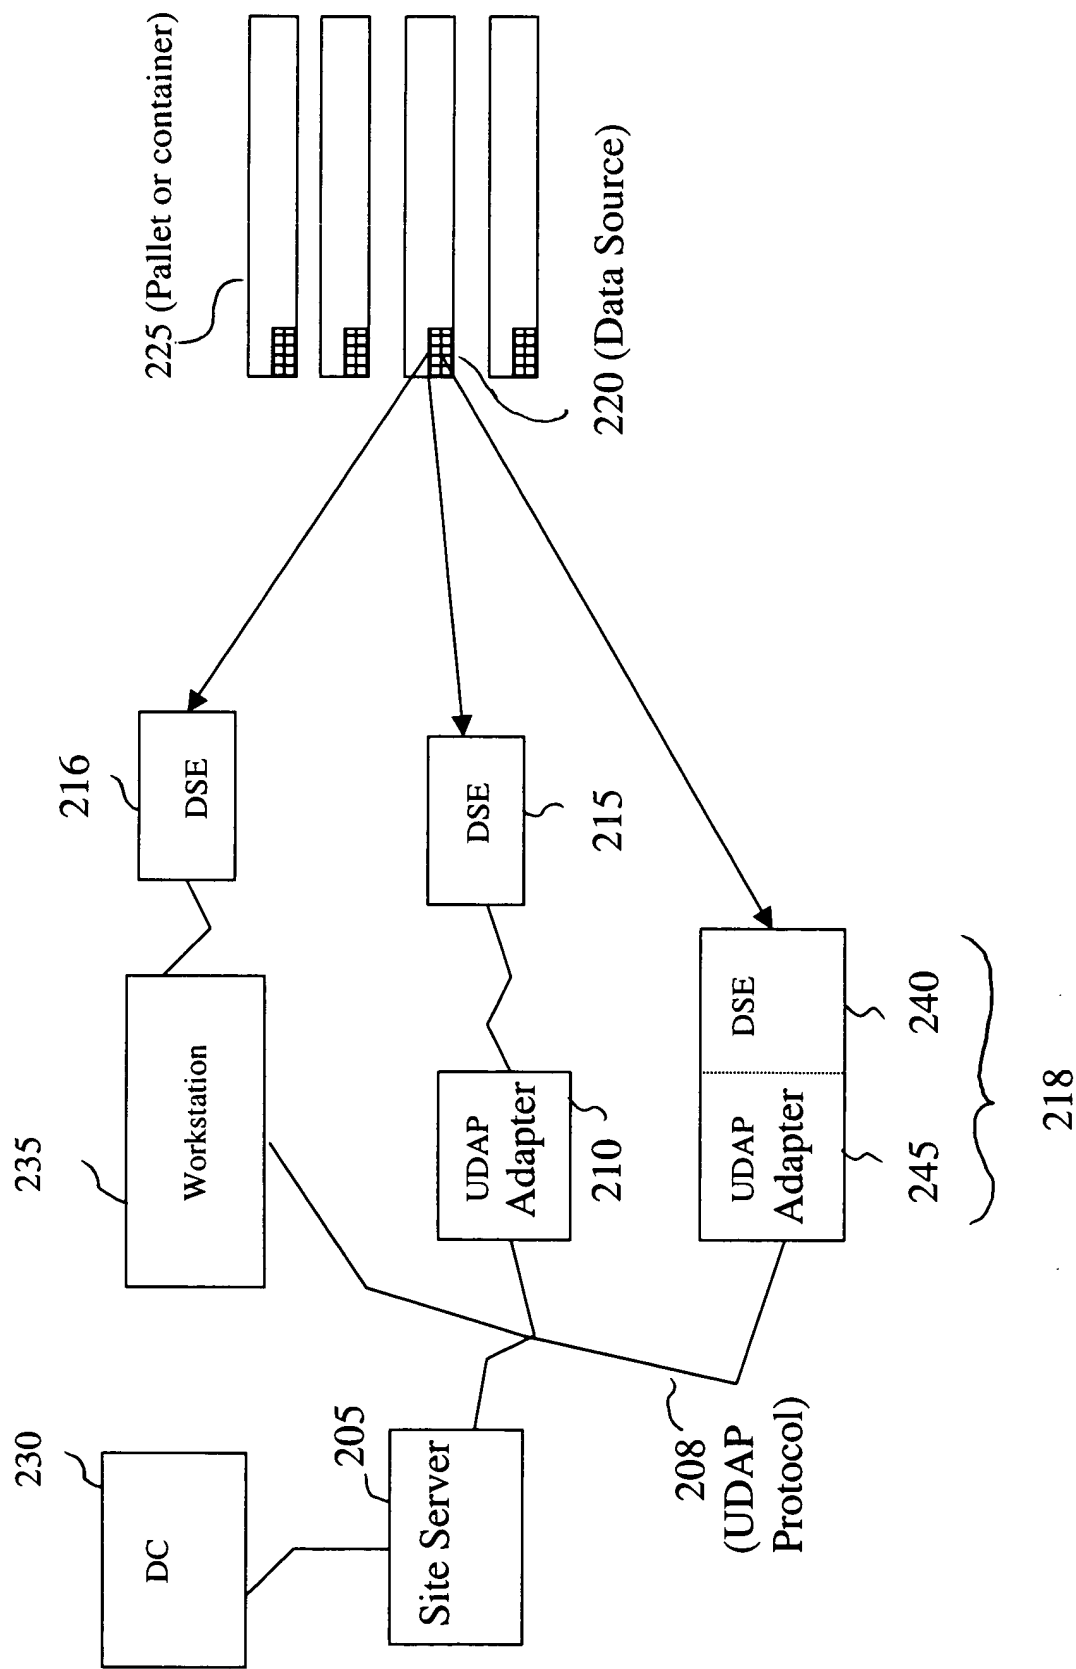 230
DC
205
Site Server
208
(UDAP
Protocol)
235
Workstation
UDAP
Adapter
210
UDAP
Adapter
245
DSE
240
218
216
DSE
DSE
215
225 (Pallet or container)
220 (Data Source)